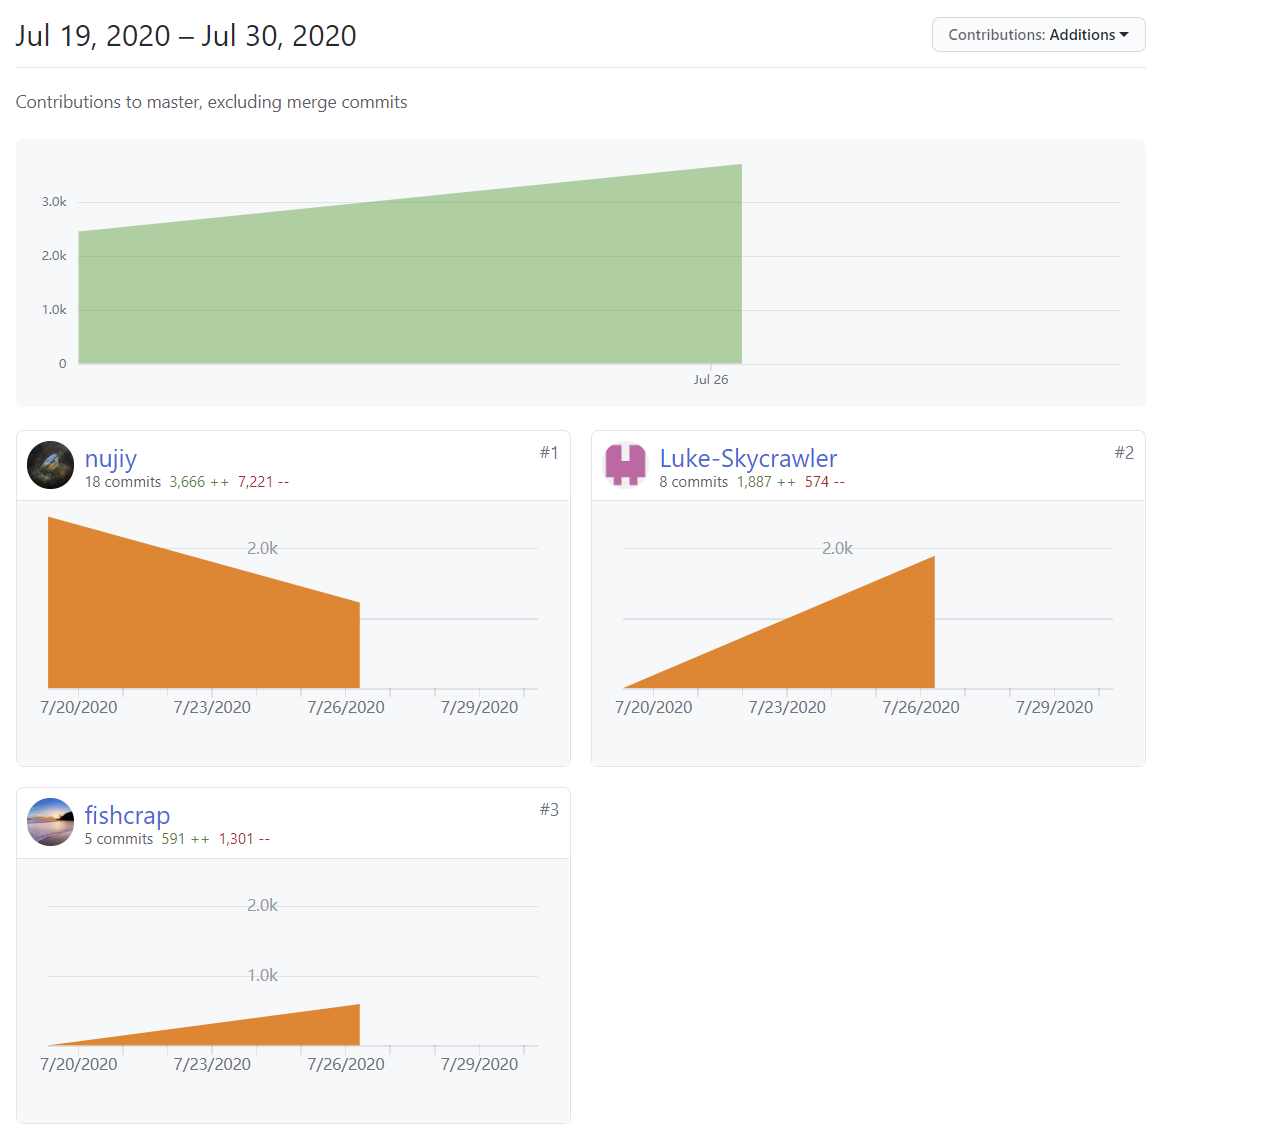 Jul 19, 2020 – Jul 30, 2020
Contributions: Additions
Contributions to master, excluding merge commits
3.0k
2.0k
1.0k
0
Jul 26
nujiy
#1
18 commits 3,666 ++ 7,221 --
2.0k
7/20/2020 7/23/2020 7/26/2020 7/29/2020
Luke-Skycrawler
#2
8 commits 1,887 ++ 574 --
2.0k
7/20/2020 7/23/2020 7/26/2020 7/29/2020
fishcrap
#3
5 commits 591 ++ 1,301 --
2.0k
1.0k
7/20/2020 7/23/2020 7/26/2020 7/29/2020